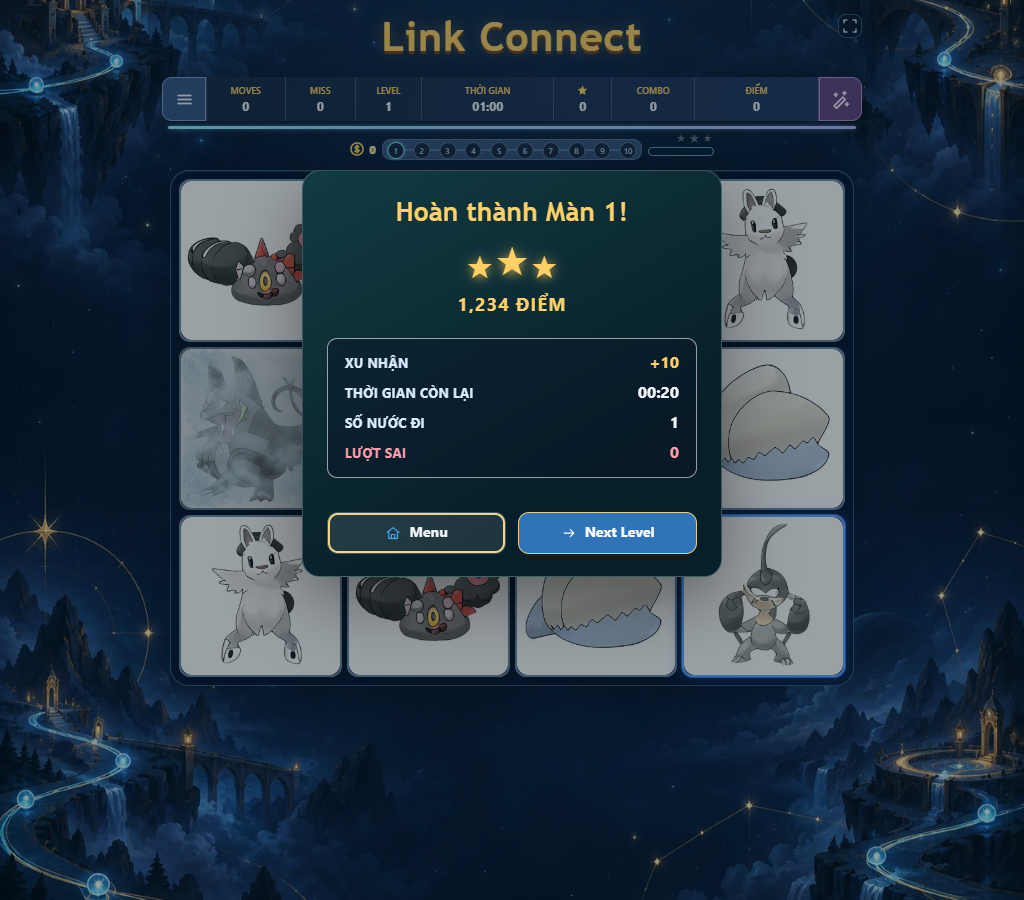 Link Connect
MOVES MISS LEVEL THỜI GIAN ★ COMBO ĐIỂM
0 0 1 01:00 0 0 0
$ 0 1 2 3 4 5 6 7 8 9 10
Hoàn thành Màn 1!
1,234 ĐIỂM
XU NHẬN +10
THỜI GIAN CÒN LẠI 00:20
SỐ NƯỚC ĐI 1
LƯỢT SAI 0
Menu Next Level